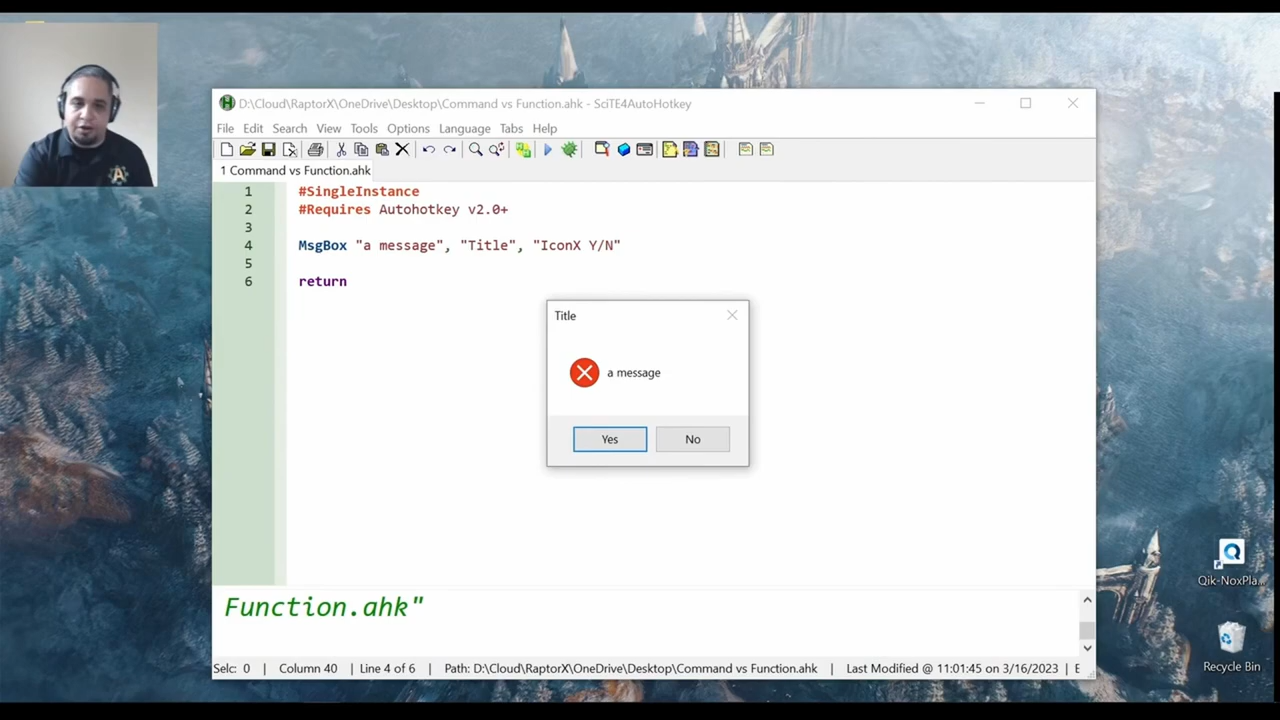 D:\Cloud\RaptorX\OneDrive\Desktop\Command vs Function.ahk - SciTE4AutoHotkey
File Edit Search View Tools Options Language Tabs Help
1 Command vs Function.ahk
1 #SingleInstance
2 #Requires Autohotkey v2.0+
3
4 MsgBox "a message", "Title", "IconX Y/N"
5
6 return
Title
a message
Yes No
Function.ahk"
Selc: 0 | Column 40 | Line 4 of 6 | Path: D:\Cloud\RaptorX\OneDrive\Desktop\Command vs Function.ahk | Last Modified @ 11:01:45 on 3/16/2023 | E
A
Qik-NoxPla...
Recycle Bin